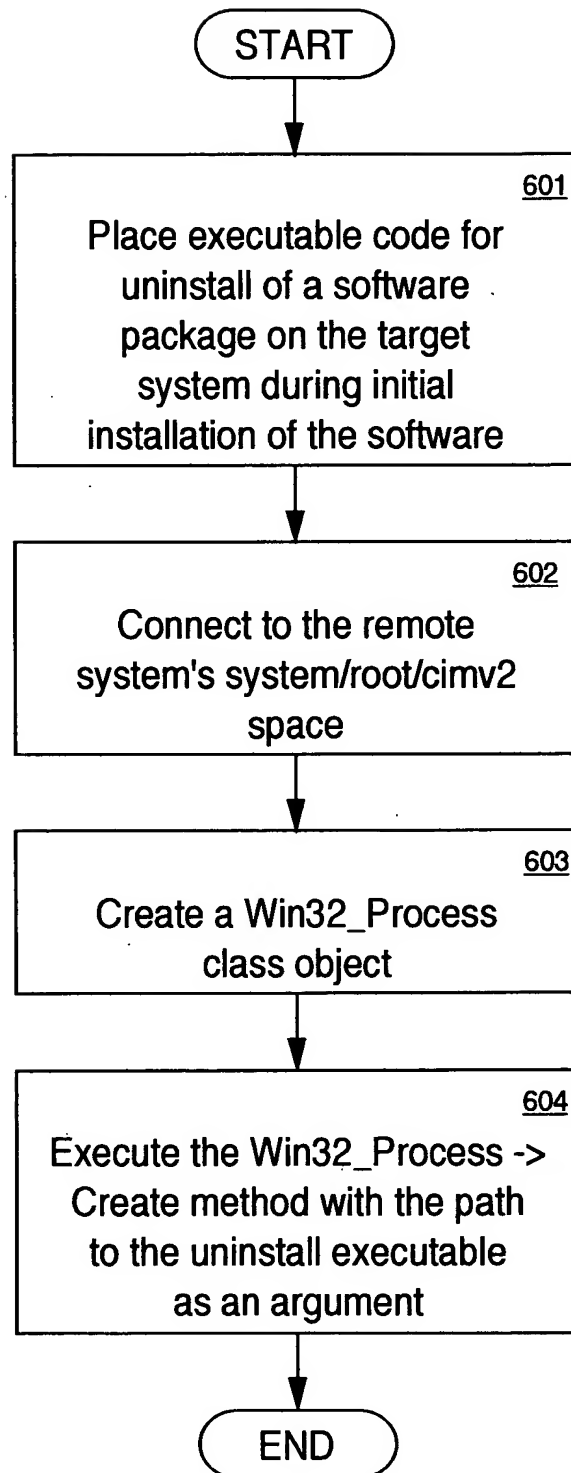 START
601
Place executable code for
uninstall of a software
package on the target
system during initial
installation of the software
602
Connect to the remote
system's system/root/cimv2
space
603
Create a Win32_Process
class object
604
Execute the Win32_Process ->
Create method with the path
to the uninstall executable
as an argument
END